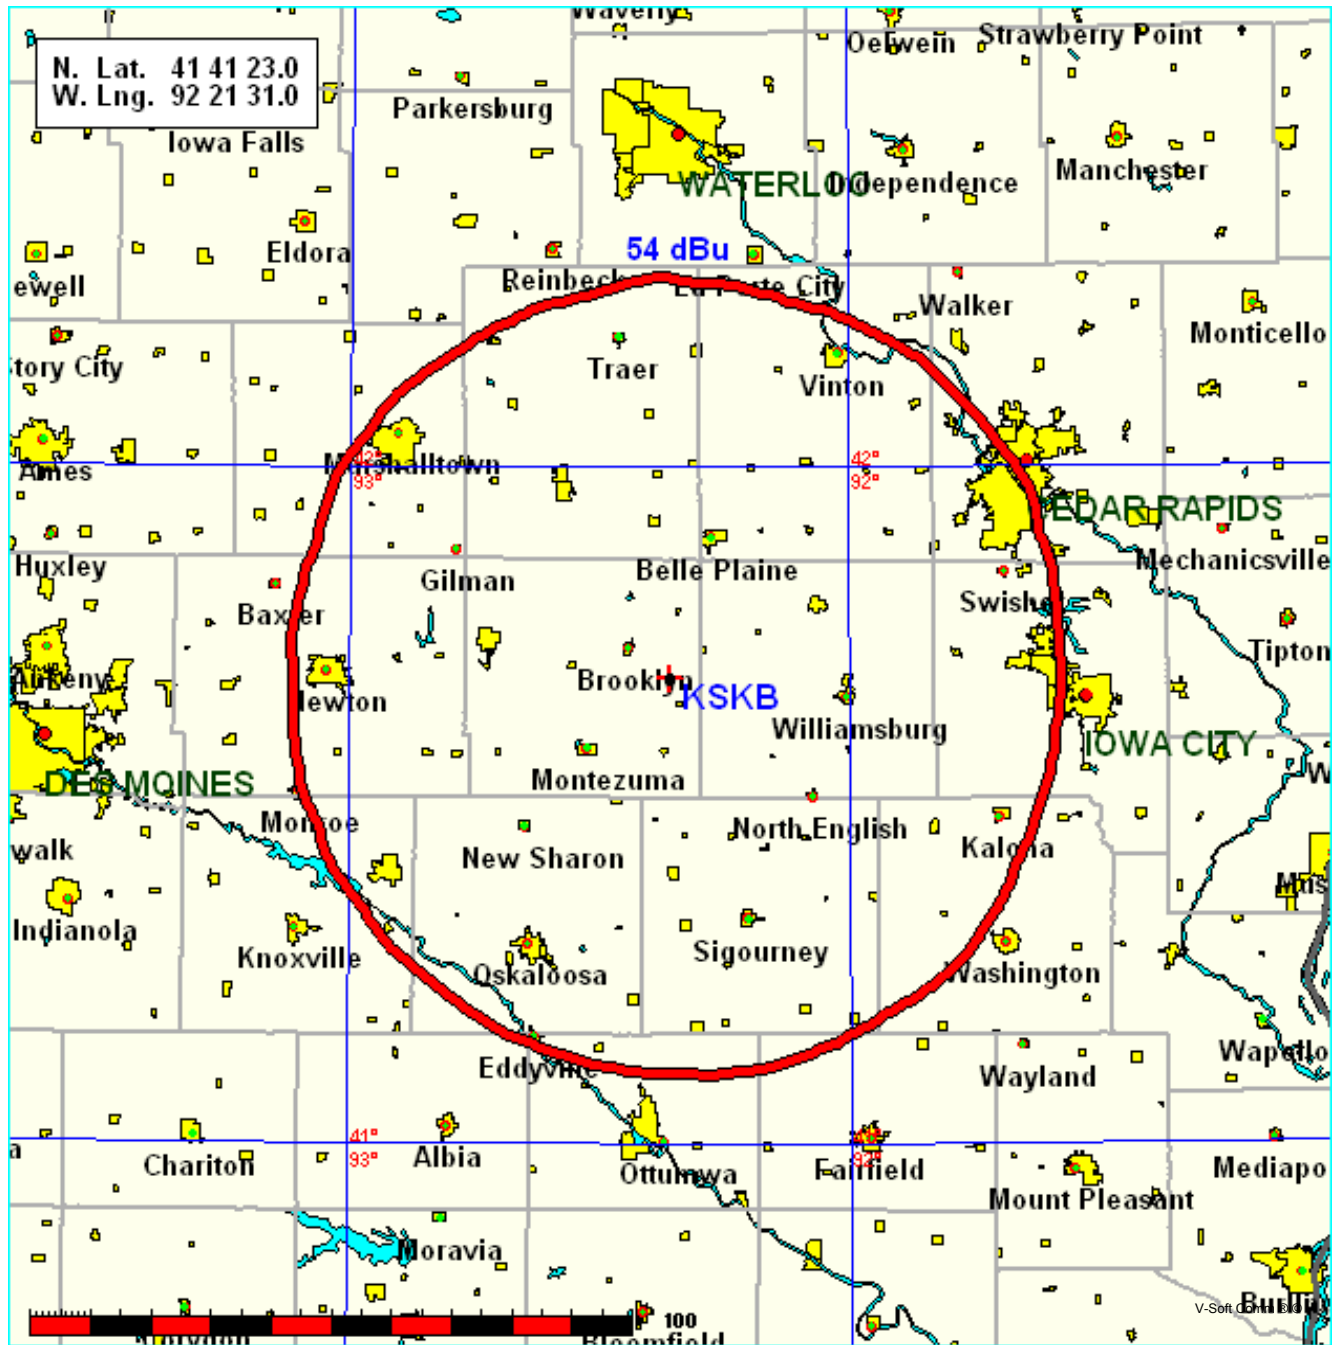 Waverly
Oelwein
Strawberry Point
N. Lat. 41 41 23.0
W. Lng. 92 21 31.0
Parkersburg
Iowa Falls
Manchester
WATERLOO
Independence
Eldora
54 dBu
Reinbeck
La Porte City
ewell
Walker
Monticello
Story City
Traer
Vinton
Ames
Marshalltown
42°
93°
42°
92°
CEDAR RAPIDS
Mechanicsville
Huxley
Gilman
Belle Plaine
Baxter
Swisher
Tipton
Ankeny
Brooklyn
KSKB
Newton
Williamsburg
IOWA CITY
DES MOINES
Montezuma
W
Monroe
North English
Kalona
walk
New Sharon
Mus
Indianola
Knoxville
Sigourney
Oskaloosa
Washington
Eddyville
Wayland
Wapello
41°
93°
92°
a
Chariton
Albia
Ottumwa
Fairfield
Mediapo
Mount Pleasant
Moravia
100
V-Soft Comm ® ©
Bloomfield